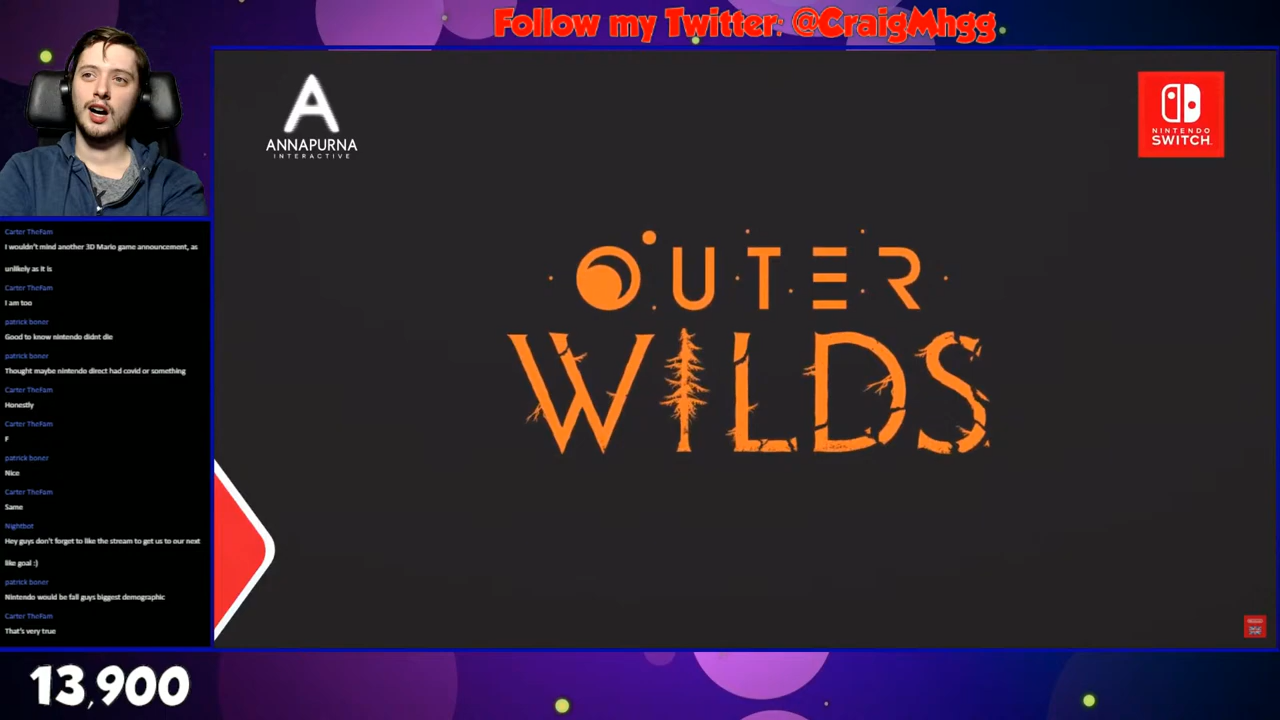 Follow my Twitter: @CraigMhgg
A
ANNAPURNA
INTERACTIVE
NINTENDO
SWITCH
OUTER
WILDS
Carter TheFam
I wouldn't mind another 3D Mario game announcement, as
unlikely as it is
Carter TheFam
I am too
patrick boner
Good to know nintendo didnt die
patrick boner
Thought maybe nintendo direct had covid or something
Carter TheFam
Honestly
Carter TheFam
F
patrick boner
Nice
Carter TheFam
Same
Nightbot
Hey guys don't forget to like the stream to get us to our next
like goal :)
patrick boner
Nintendo would be fall guys biggest demographic
Carter TheFam
That's very true
13,900